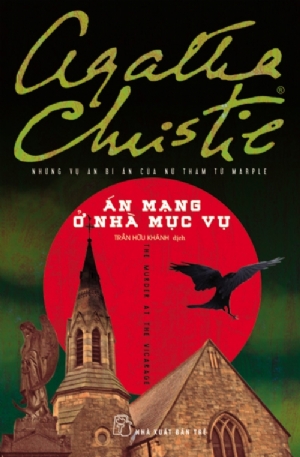 Agatha
Christie®
NHỮNG VỤ ÁN BÍ ẨN CỦA NỮ THÁM TỬ MARPLE
ÁN MẠNG
Ở NHÀ MỤC VỤ
TRẦN HỮU KHÁNH dịch
THE MURDER AT THE VICARAGE
NHÀ XUẤT BẢN TRẺ